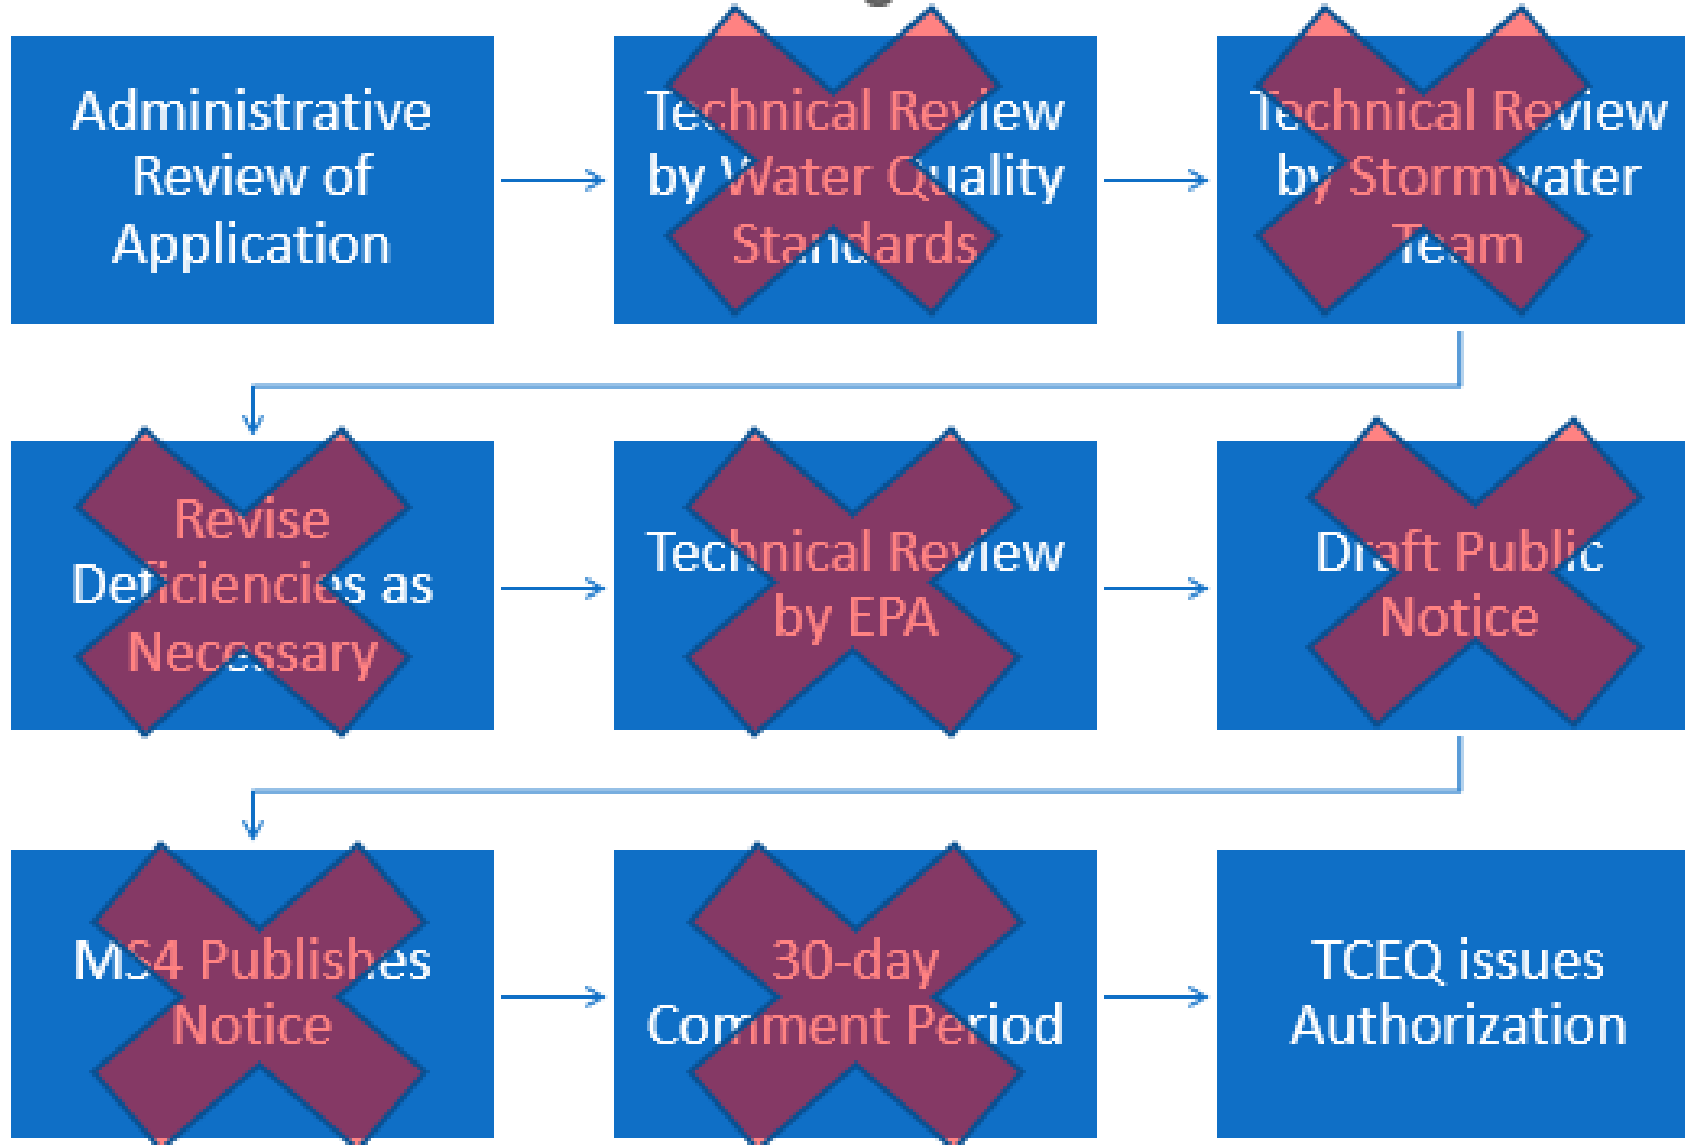 Administrative
Review of
Application
Technical Review
by Water Quality
Standards
Technical Review
by Stormwater
Team
Revise
Deficiencies as
Necessary
Technical Review
by EPA
Draft Public
Notice
MS4 Publishes
Notice
30-day
Comment Period
TCEQ issues
Authorization